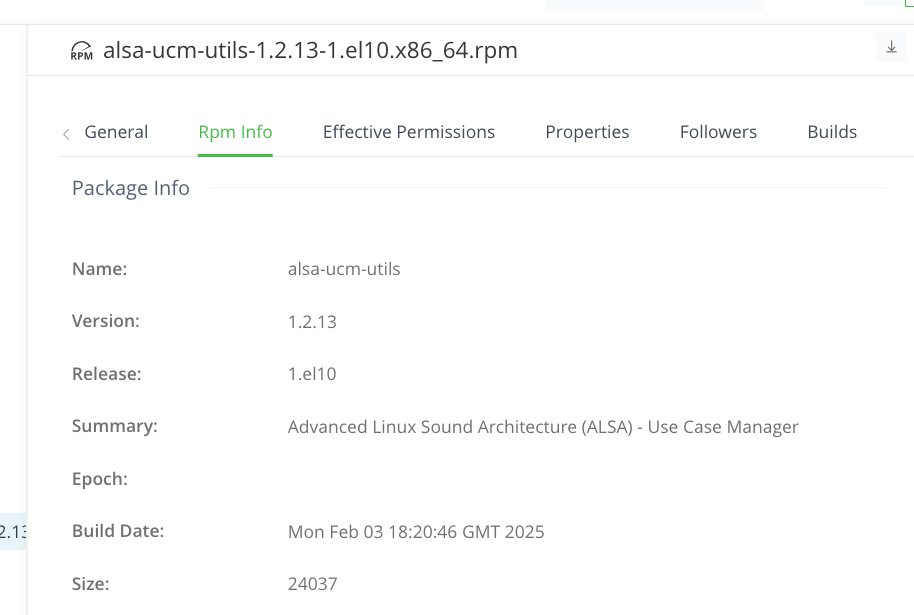 RPM alsa-ucm-utils-1.2.13-1.el10.x86_64.rpm
General Rpm Info Effective Permissions Properties Followers Builds
Package Info
Name: alsa-ucm-utils
Version: 1.2.13
Release: 1.el10
Summary: Advanced Linux Sound Architecture (ALSA) - Use Case Manager
Epoch:
2.13
Build Date: Mon Feb 03 18:20:46 GMT 2025
Size: 24037